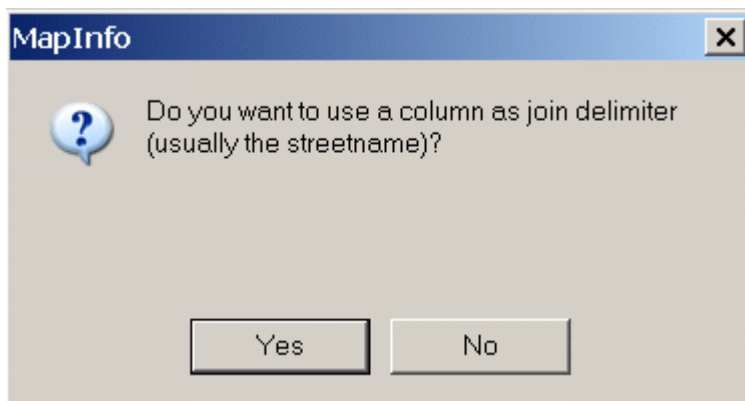 MapInfo
Do you want to use a column as join delimiter
(usually the streetname)?
Yes
No